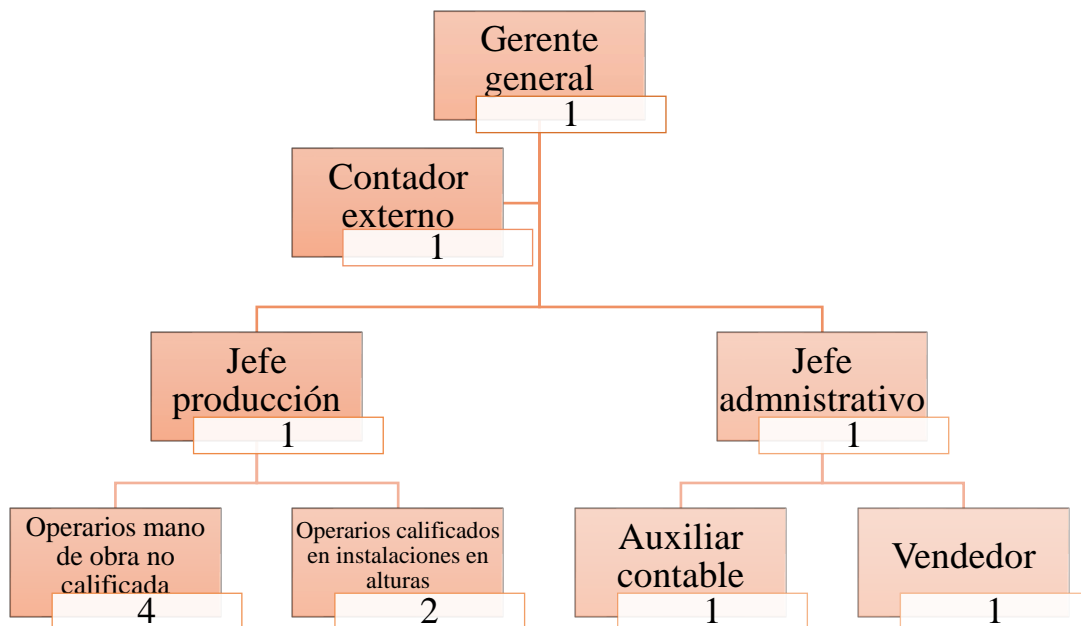 Gerente
general
1
Contador
externo
1
Jefe
producción
1
Jefe
admnistrativo
1
Operarios mano
de obra no
calificada
4
Operarios calificados
en instalaciones en
alturas
2
Auxiliar
contable
1
Vendedor
1